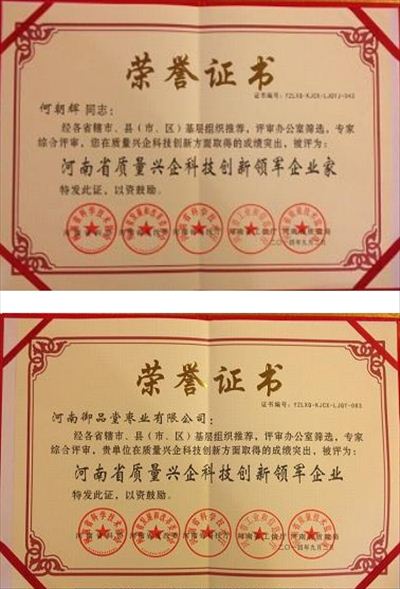 荣誉证书
证书编号：YZLXQ-KJCX-LJQYJ-043
何朝辉 同志：
经各省辖市、县（市、区）基层组织推荐，评审办公室筛选，专家
综合评审，您在质量兴企科技创新方面取得的成绩突出，被评为：
河南省质量兴企科技创新领军企业家
特发此证，以资鼓励。
二〇一四年九月二日
荣誉证书
证书编号：YZLXQ-KJCX-LJQY-083
河南御品堂枣业有限公司：
经各省辖市、县（市、区）基层组织推荐，评审办公室筛选，专家
综合评审，贵单位在质量兴企科技创新方面取得的成绩突出，被评为：
河南省质量兴企科技创新领军企业
特发此证，以资鼓励。